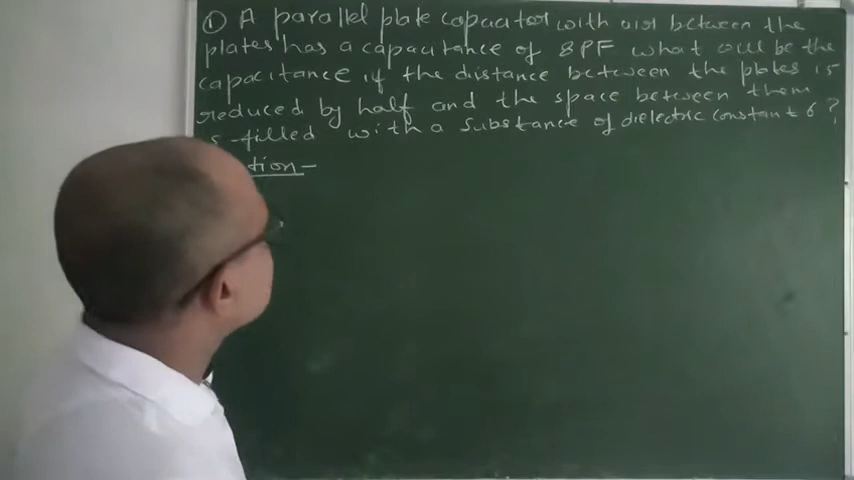 ① A parallel plate capacitor with air between the
plates has a capacitance of 8PF what will be the
capacitance if the distance between the plates is
reduced by half and the space between them
s filled with a substance of dielectric constant 6?
tion-